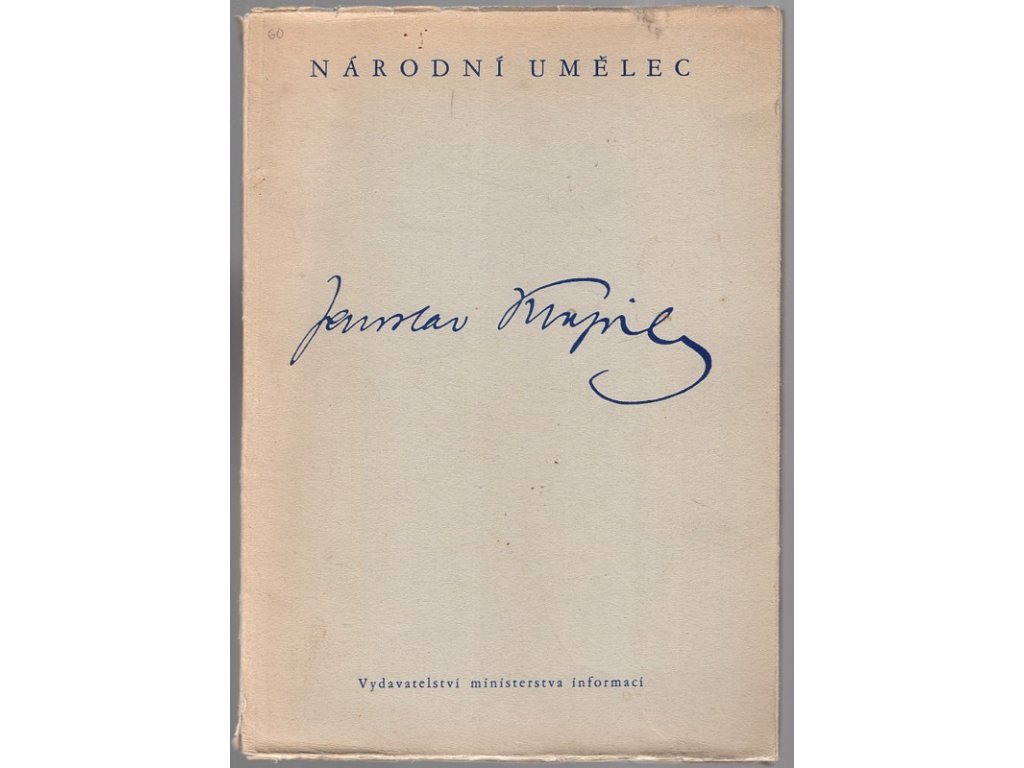 60
NÁRODNÍ UMĚLEC
Jaroslav Kvapil
Vydavatelství ministerstva informací